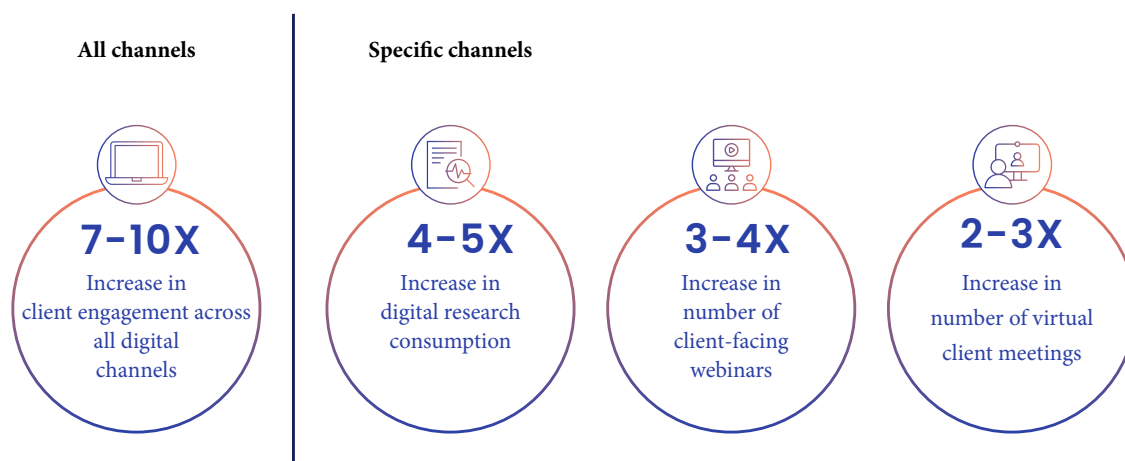 All channels
Specific channels
7-10X
Increase in
client engagement across
all digital
channels
4-5X
Increase in
digital research
consumption
3-4X
Increase in
number of
client-facing
webinars
2-3X
Increase in
number of virtual
client meetings